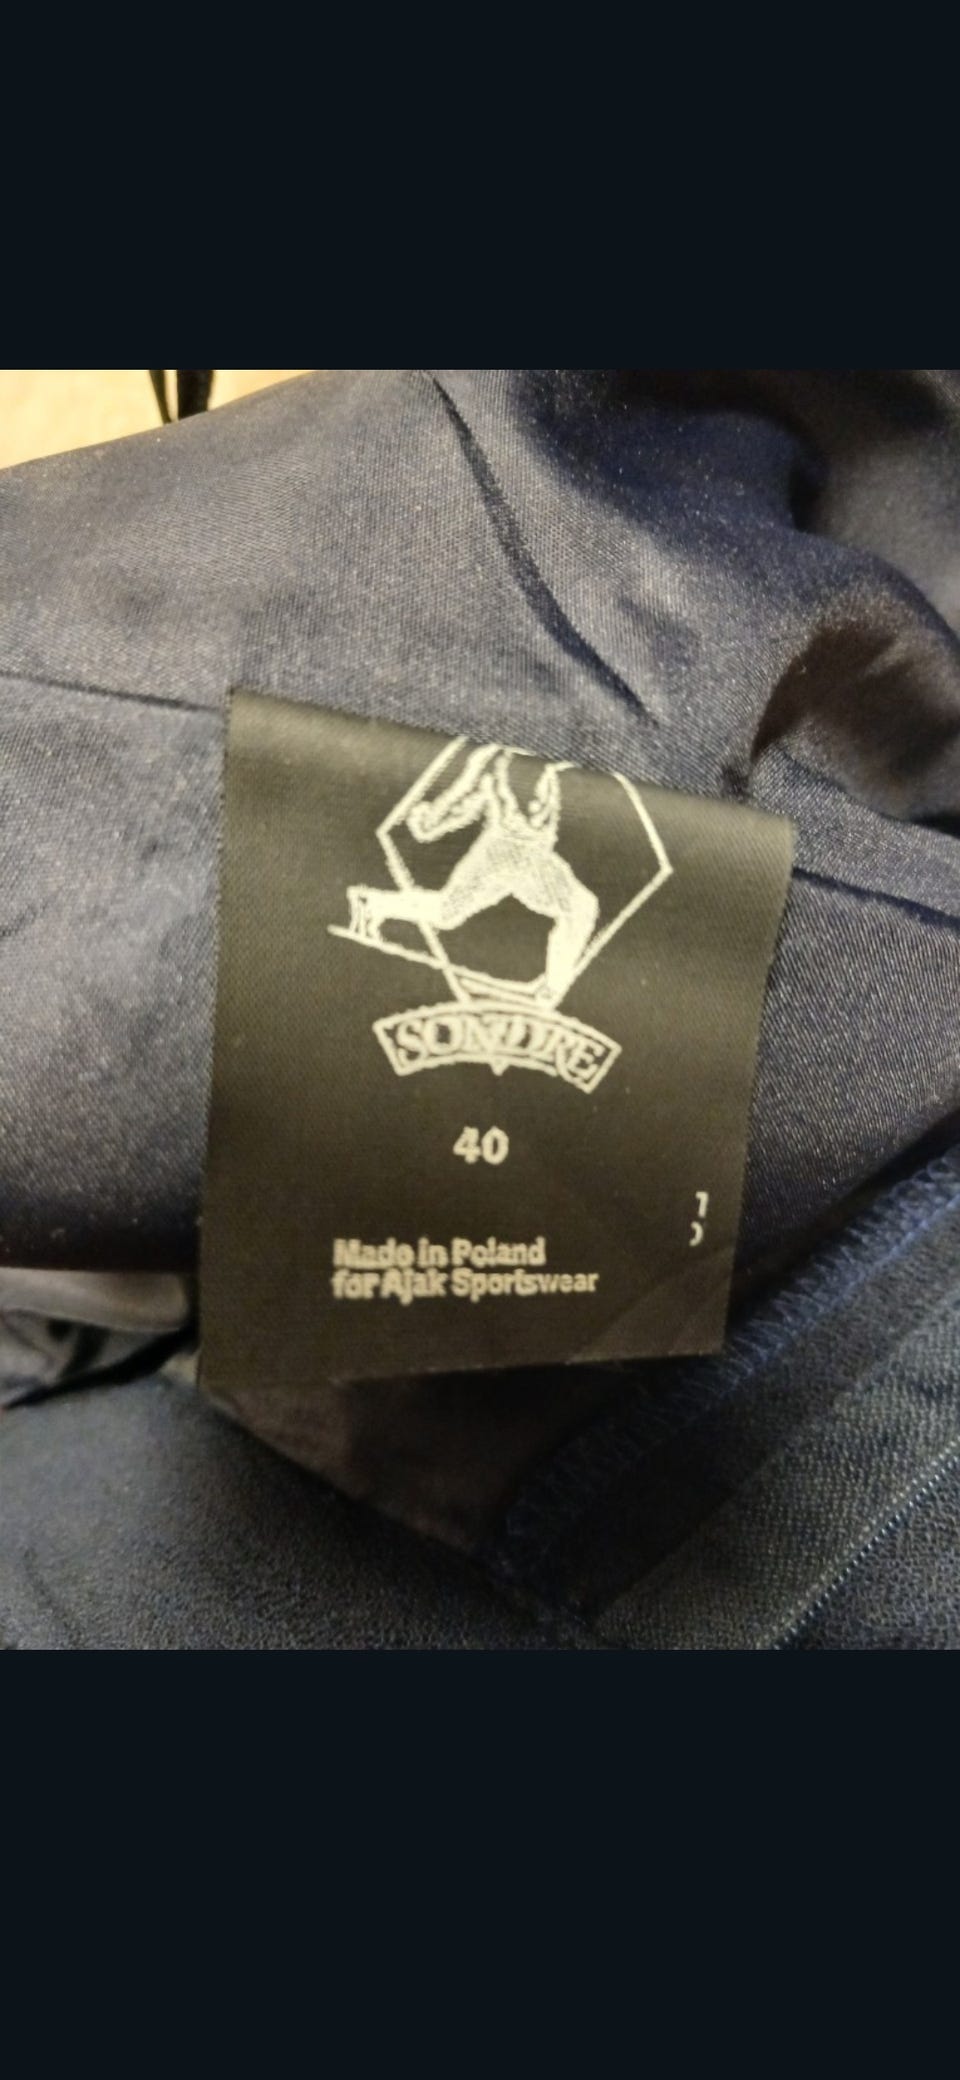 SONDRE
40
Made in Poland
for Ajak Sportswear